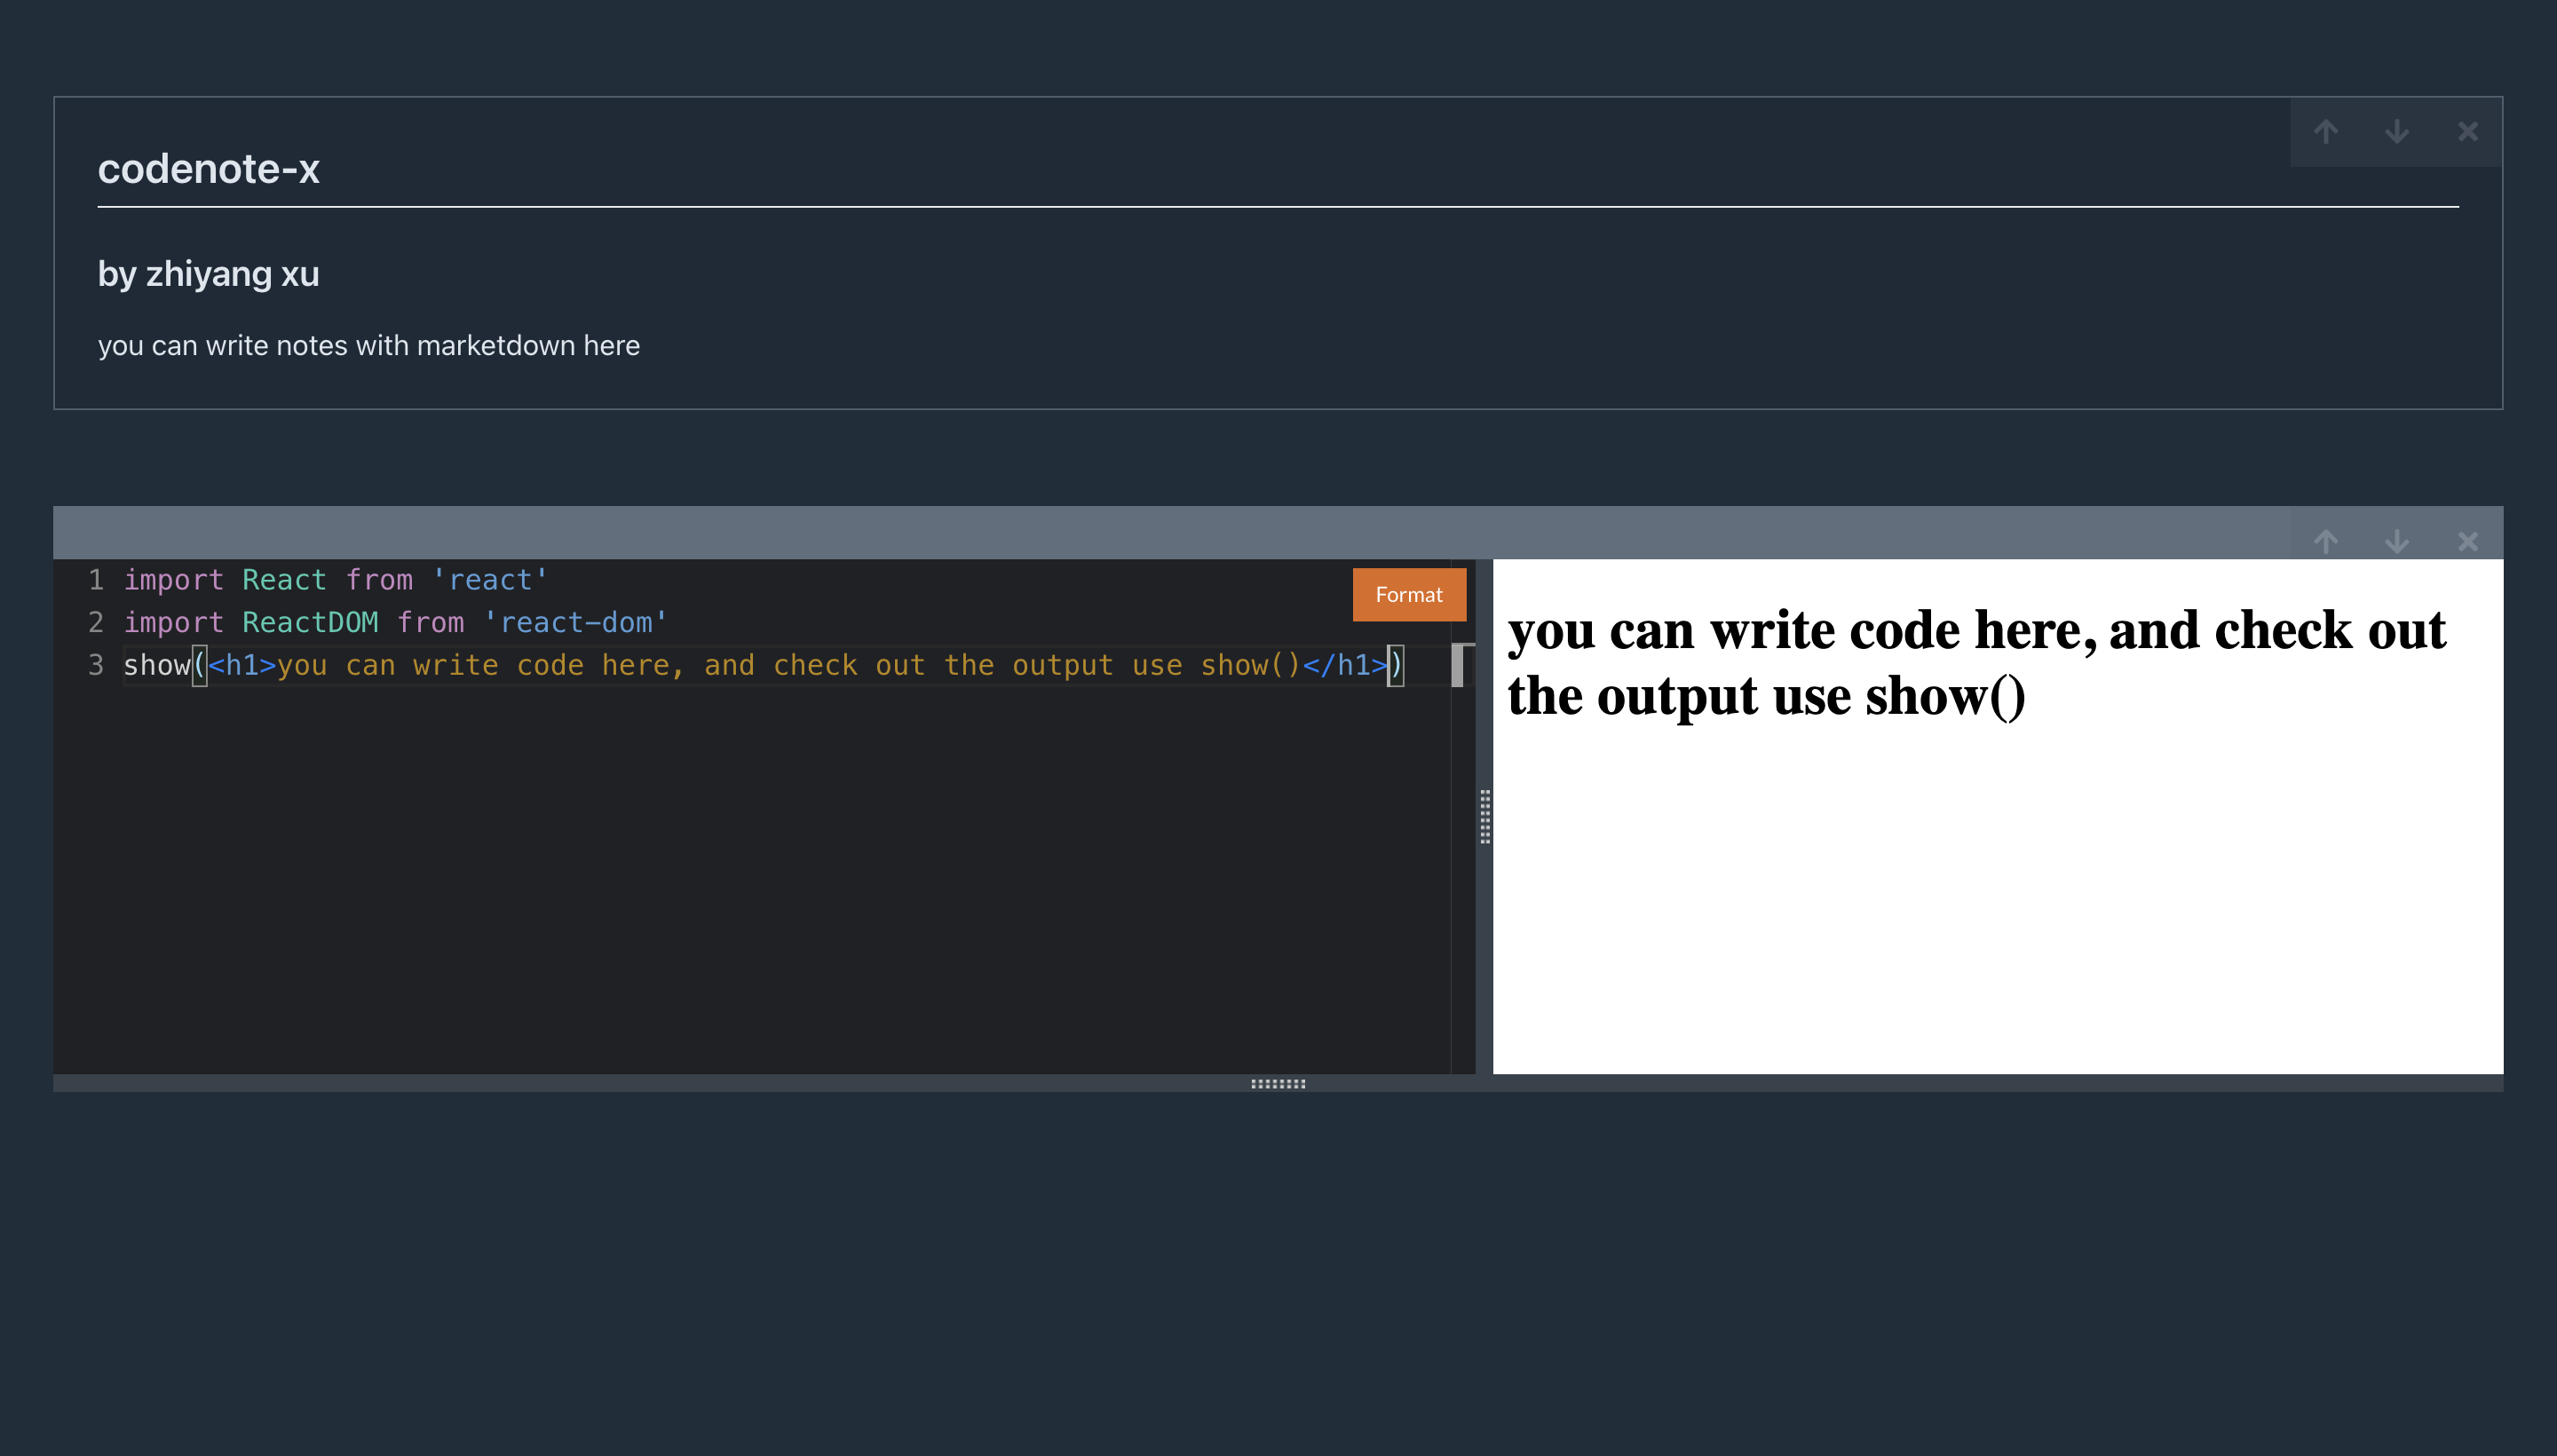 codenote-x
by zhiyang xu
you can write notes with marketdown here
1 import React from 'react'
Format
2 import ReactDOM from 'react-dom'
3 show(<h1>you can write code here, and check out the output use show()</h1>)
you can write code here, and check out
the output use show()